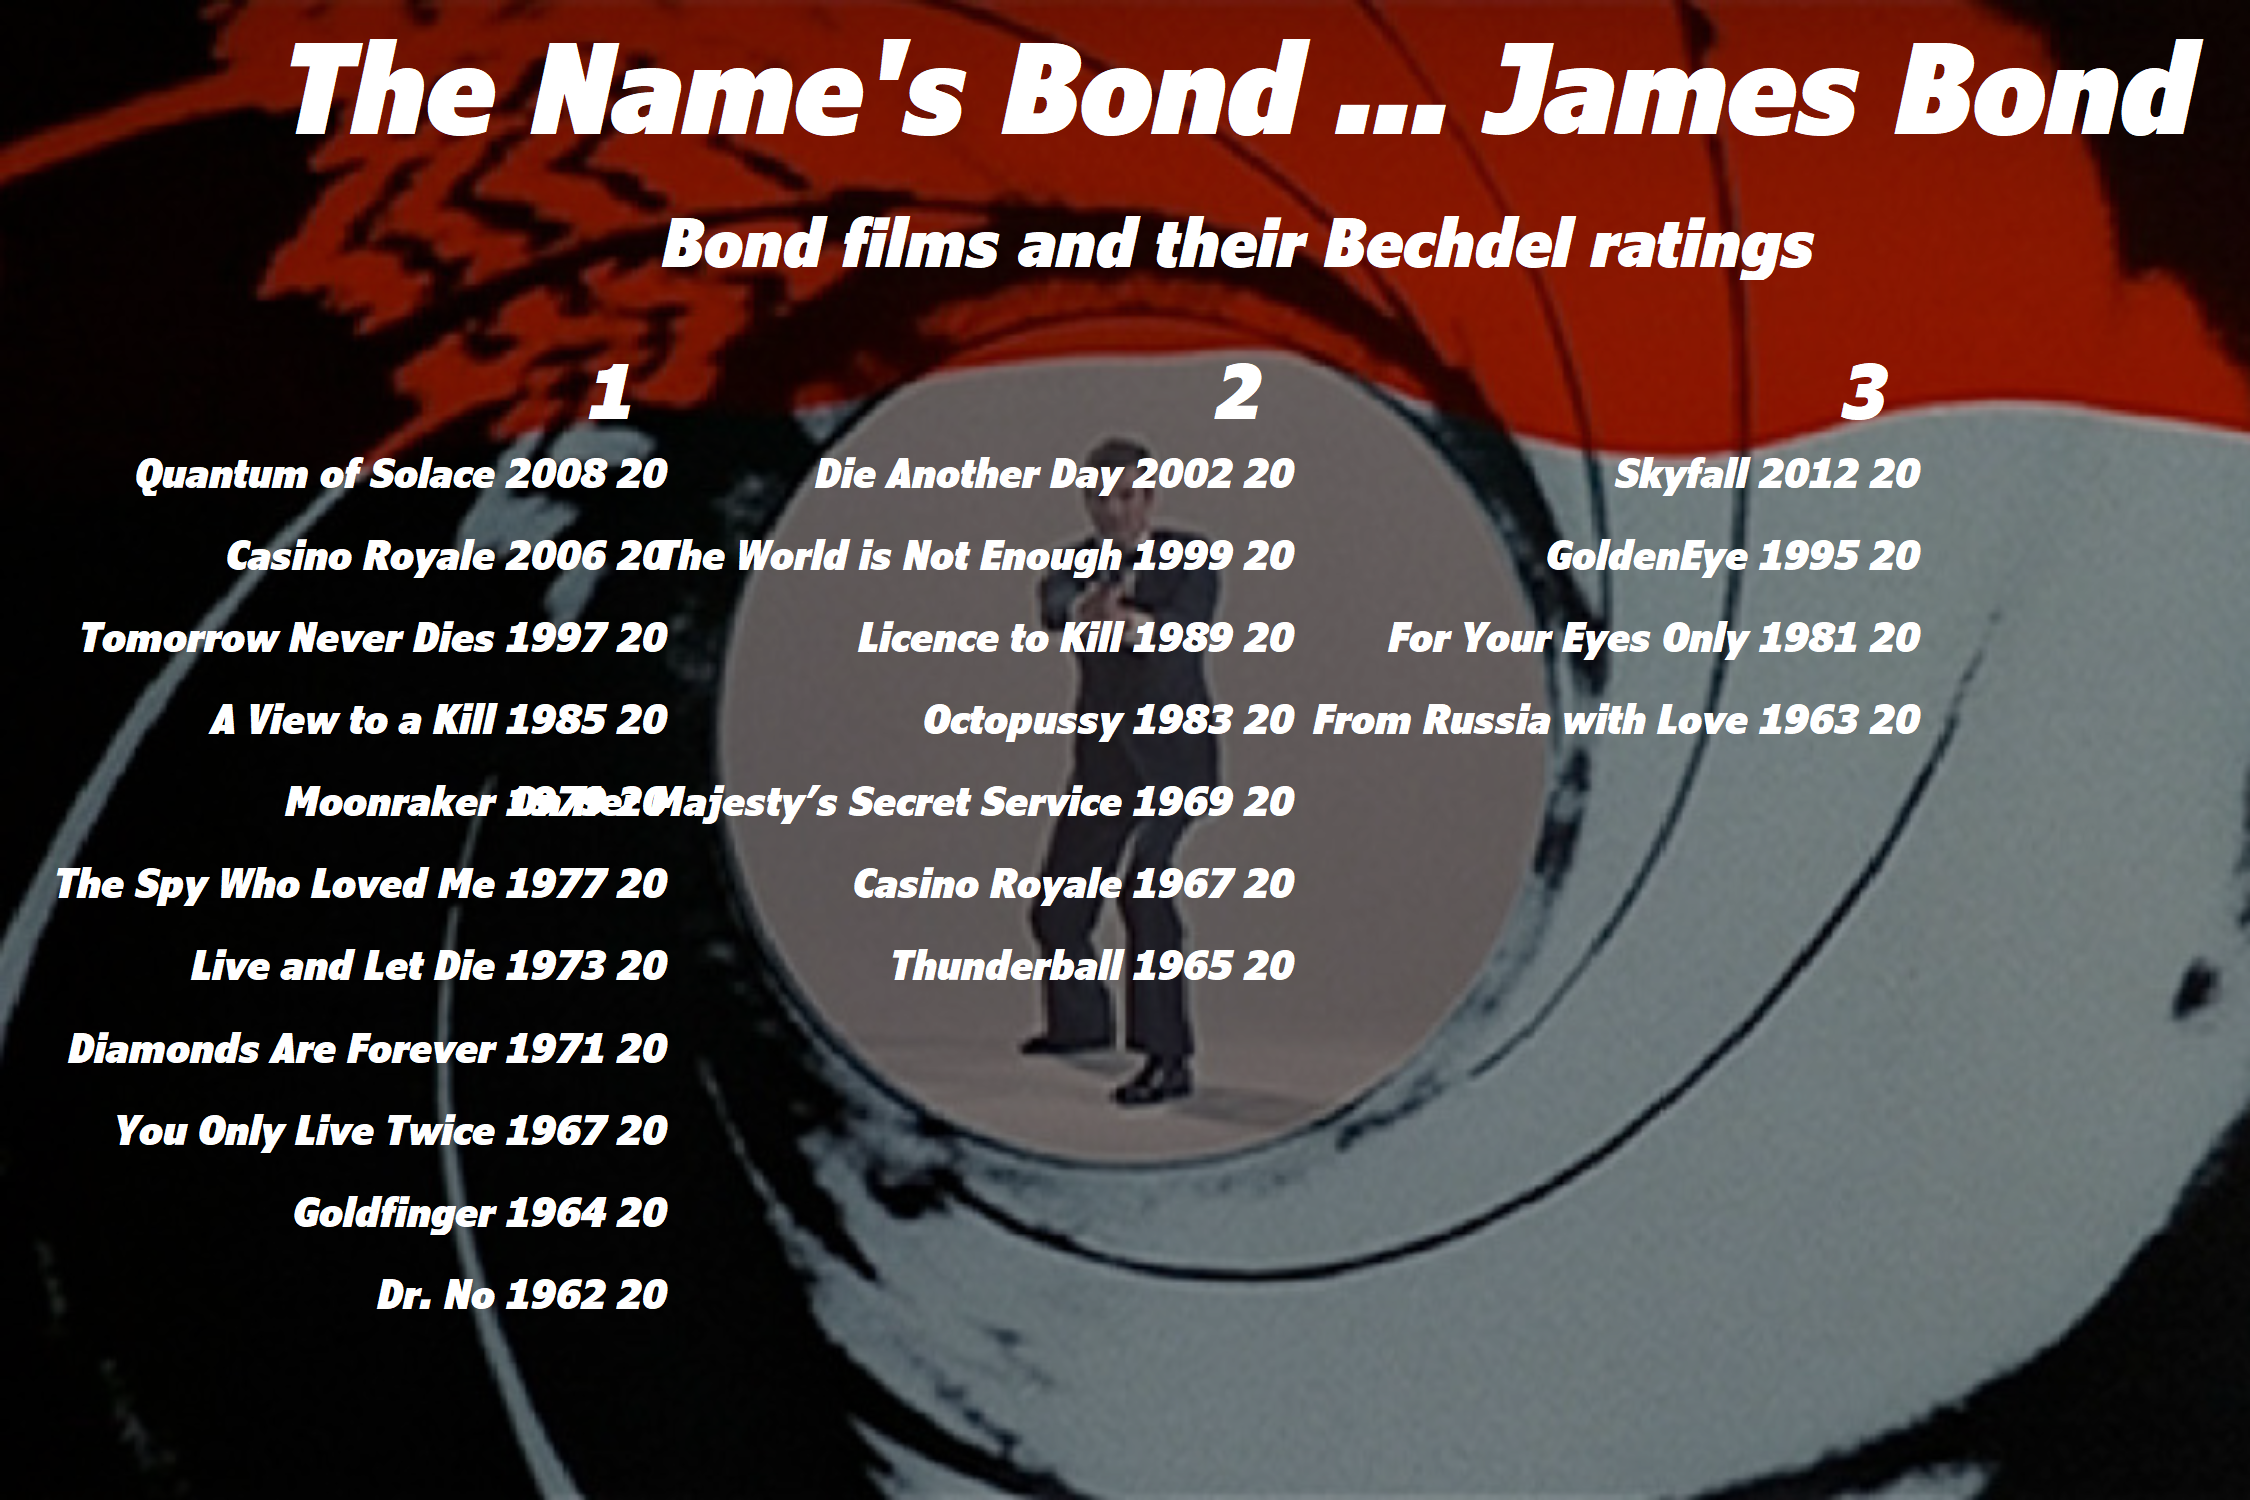 The Name's Bond ... James Bond
Bond films and their Bechdel ratings
1
Quantum of Solace 2008 20
Casino Royale 2006 20
Tomorrow Never Dies 1997 20
A View to a Kill 1985 20
Moonraker 1979 20
The Spy Who Loved Me 1977 20
Live and Let Die 1973 20
Diamonds Are Forever 1971 20
You Only Live Twice 1967 20
Goldfinger 1964 20
Dr. No 1962 20
2
Die Another Day 2002 20
The World is Not Enough 1999 20
Licence to Kill 1989 20
Octopussy 1983 20
On Her Majesty’s Secret Service 1969 20
Casino Royale 1967 20
Thunderball 1965 20
3
Skyfall 2012 20
GoldenEye 1995 20
For Your Eyes Only 1981 20
From Russia with Love 1963 20